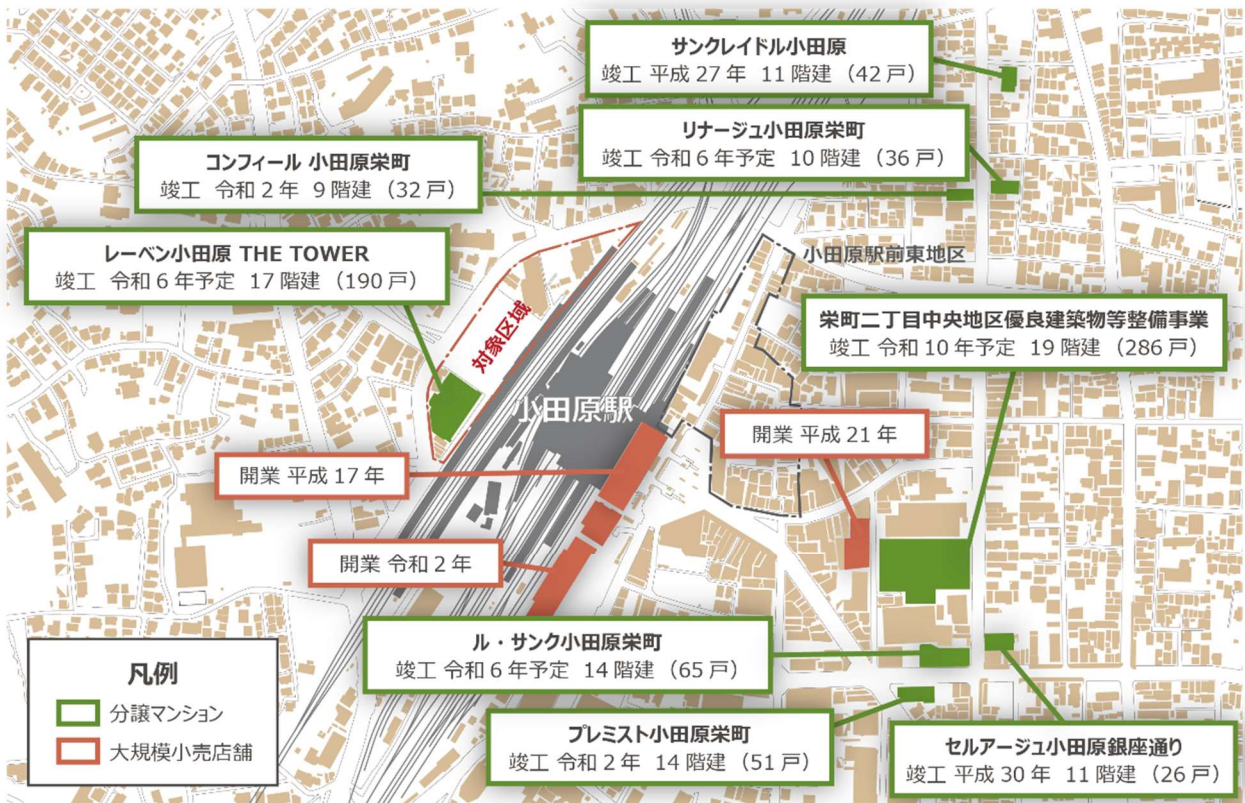 サンクレイドル小田原
竣工 平成 27 年 11 階建 （42 戸）
リナージュ小田原栄町
竣工 令和 6 年予定 10 階建 （36 戸）
コンフィール 小田原栄町
竣工 令和 2 年 9 階建 （32 戸）
レーベン小田原 THE TOWER
竣工 令和 6 年予定 17 階建 （190 戸）
小田原駅前東地区
栄町二丁目中央地区優良建築物等整備事業
竣工 令和 10 年予定 19 階建 （286 戸）
対象区域
小田原駅
開業 平成 21 年
開業 平成 17 年
開業 令和 2 年
ル・サンク小田原栄町
竣工 令和 6 年予定 14 階建 （65 戸）
プレミスト小田原栄町
竣工 令和 2 年 14 階建 （51 戸）
セルアージュ小田原銀座通り
竣工 平成 30 年 11 階建 （26 戸）
凡例
分譲マンション
大規模小売店舗